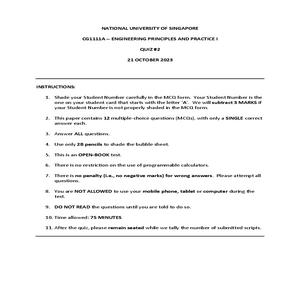 NATIONAL UNIVERSITY OF SINGAPORE
CG1111A – ENGINEERING PRINCIPLES AND PRACTICE I
QUIZ #2
21 OCTOBER 2023
INSTRUCTIONS:
1. Shade your Student Number carefully in the MCQ form. Your Student Number is the
one on your student card that starts with the letter 'A'. We will subtract 3 MARKS if
your Student Number is not properly shaded in the MCQ form.
2. This paper contains 12 multiple-choice questions (MCQs), with only a SINGLE correct
answer each.
3. Answer ALL questions.
4. Use only 2B pencils to shade the bubble sheet.
5. This is an OPEN-BOOK test.
6. There is no restriction on the use of programmable calculators.
7. There is no penalty (i.e., no negative marks) for wrong answers. Please attempt all
questions.
8. You are NOT ALLOWED to use your mobile phone, tablet or computer during the
test.
9. DO NOT READ the questions until you are told to do so.
10. Time allowed: 75 MINUTES.
11. After the quiz, please remain seated while we tally the number of submitted scripts.